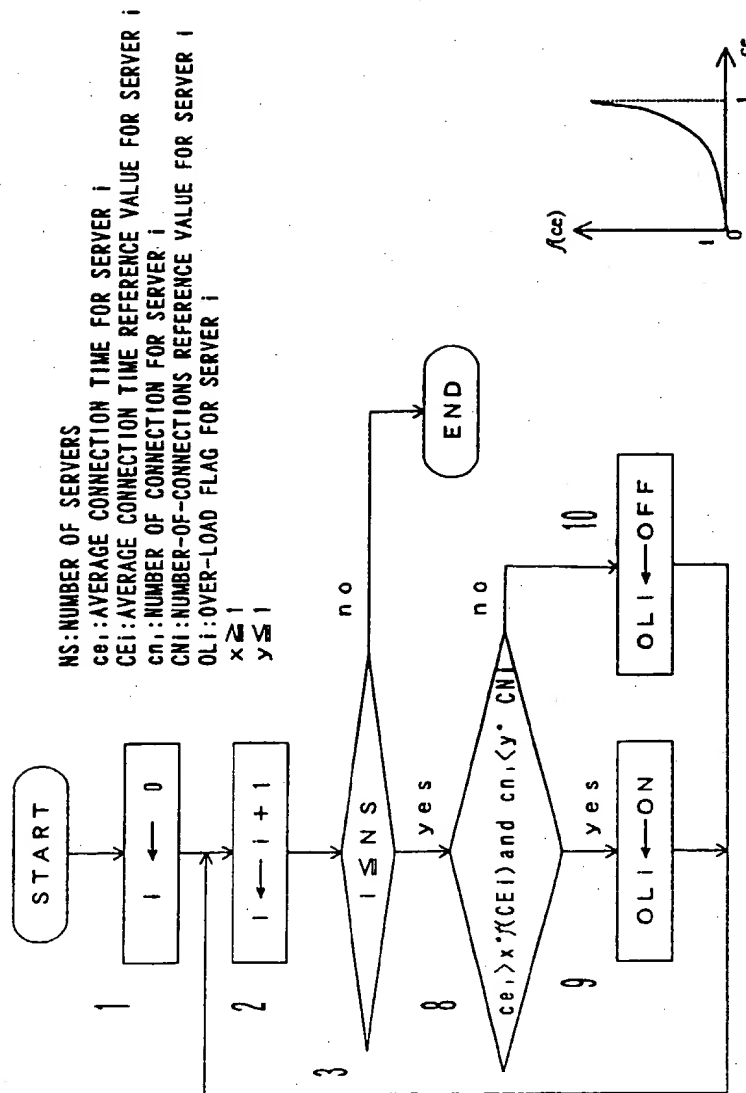 NS:NUMBER OF SERVERS
cei:AVERAGE CONNECTION TIME FOR SERVER i
CEi:AVERAGE CONNECTION TIME REFERENCE VALUE FOR SERVER i
cni:NUMBER OF CONNECTION FOR SERVER i
CNi:NUMBER-OF-CONNECTIONS REFERENCE VALUE FOR SERVER i
OLi:OVER-LOAD FLAG FOR SERVER i
x≧1
y≦1
START
1
I ← 0
2
I ← i + 1
3
I ≦ N S
no
END
yes
8
cei>x*f(CEi)and cni<y* CNi
no
yes
9
OLi←ON
10
OLi←OFF
f(ce)
1
0
1
ce